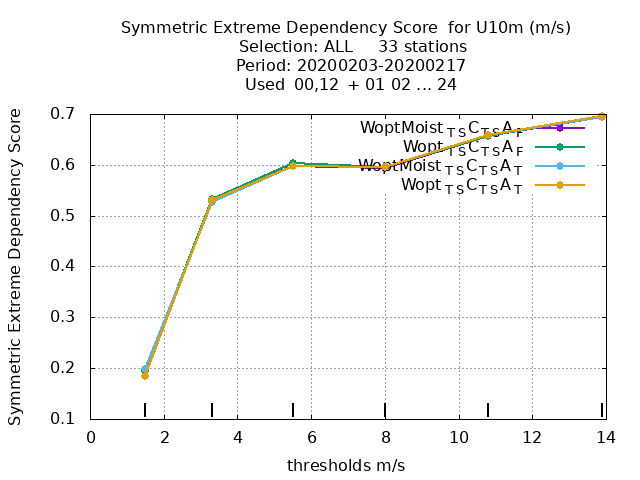 Symmetric Extreme Dependency Score for U10m (m/s)
Selection: ALL 33 stations
Period: 20200203-20200217
Used 00,12 + 01 02 ... 24
Symmetric Extreme Dependency Score
0.7
0.6
0.5
0.4
0.3
0.2
0.1
WoptMoist TS C TS A F
Wopt TS C TS A F
WoptMoist TS C TS A T
Wopt TS C TS A T
0 2 4 6 8 10 12 14
thresholds m/s